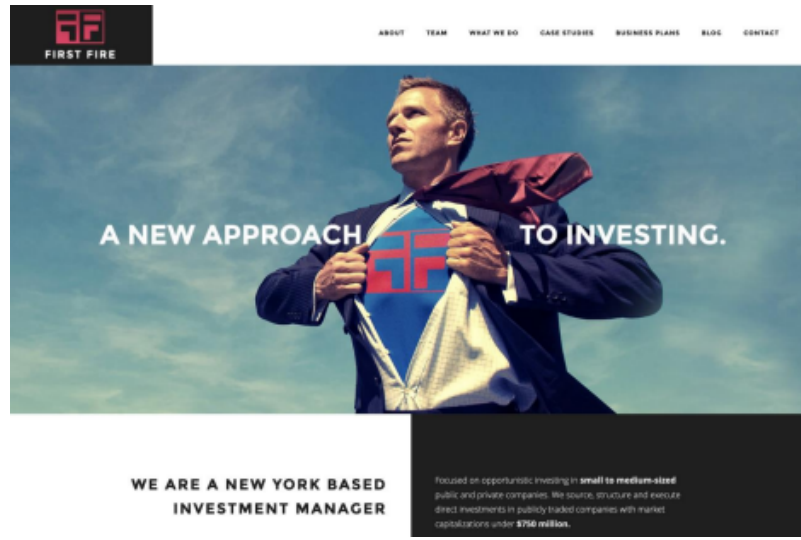 FIRST FIRE
ABOUT TEAM WHAT WE DO CASE STUDIES BUSINESS PLANS BLOG CONTACT
A NEW APPROACH TO INVESTING.
WE ARE A NEW YORK BASED
INVESTMENT MANAGER
Focused on opportunistic investing in small to medium-sized
public and private companies. We source, structure and execute
direct investments in publicly traded companies with market
capitalizations under $750 million.